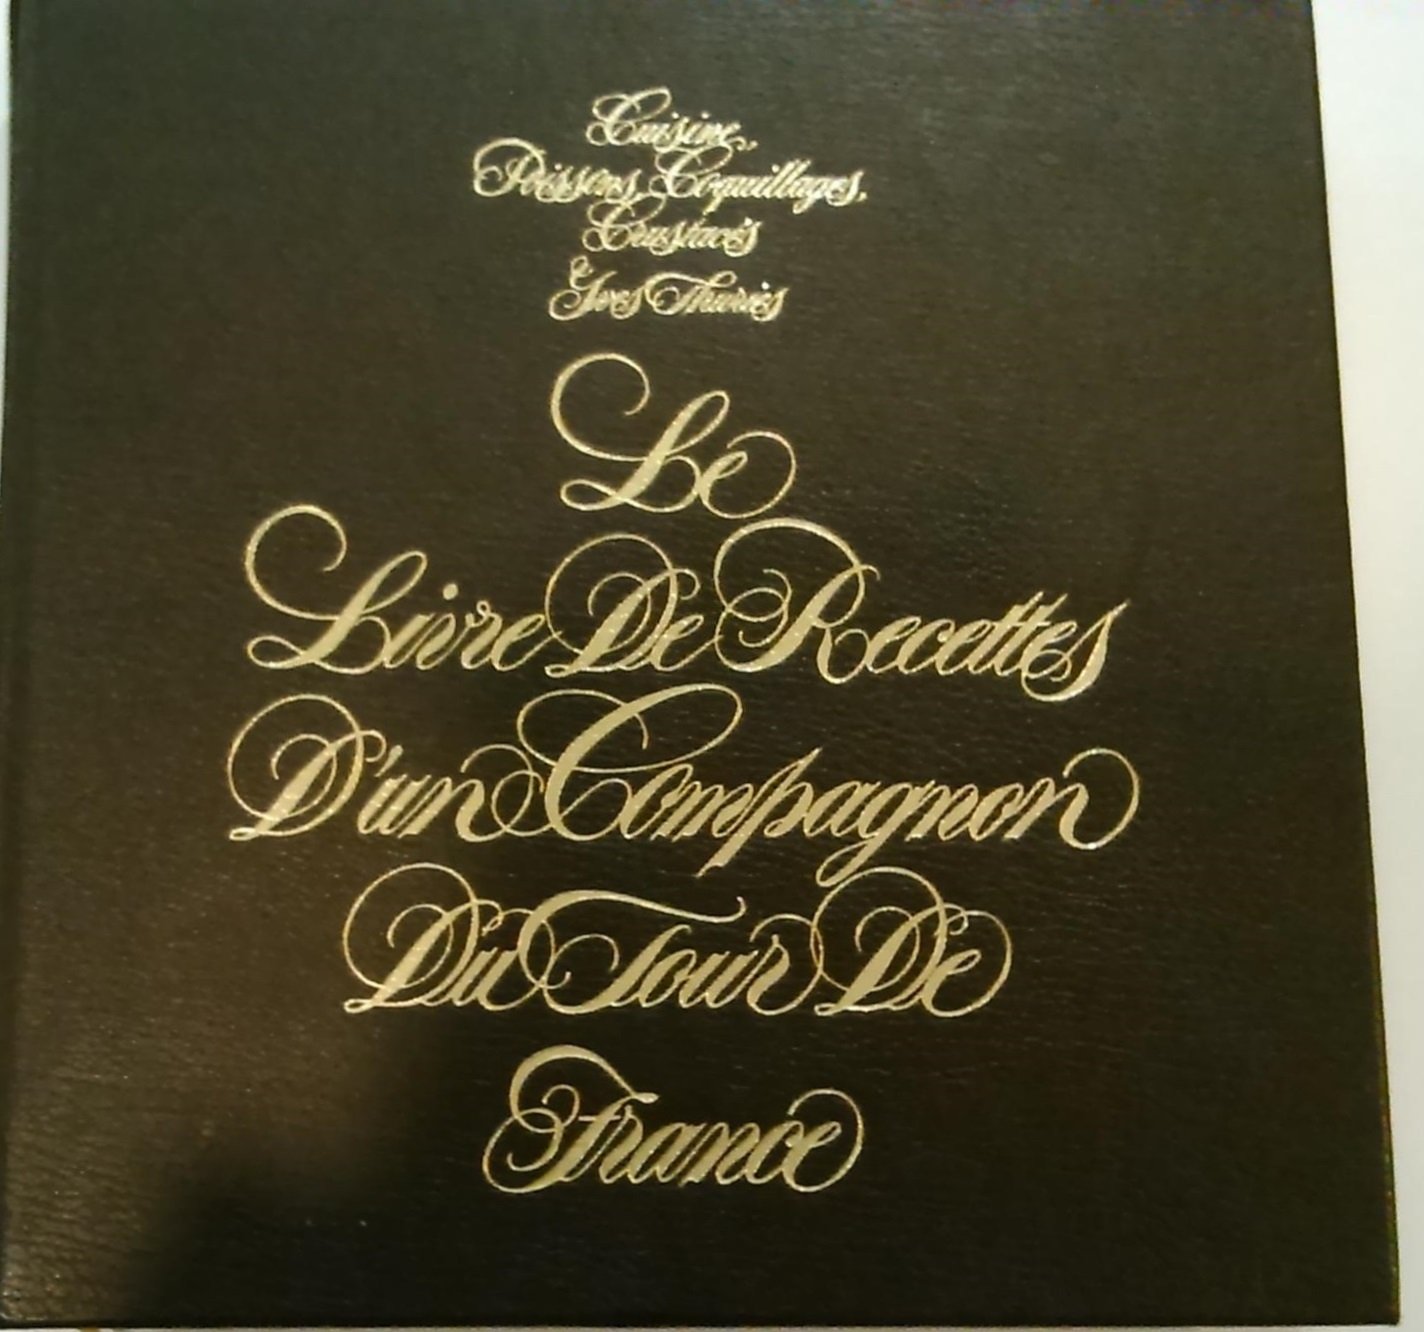 Cuisine,
Poissons, Coquillages,
Crustacés
&
Yves Thuriès
Le
Livre De Recettes
D'un Compagnon
Du Tour De
France